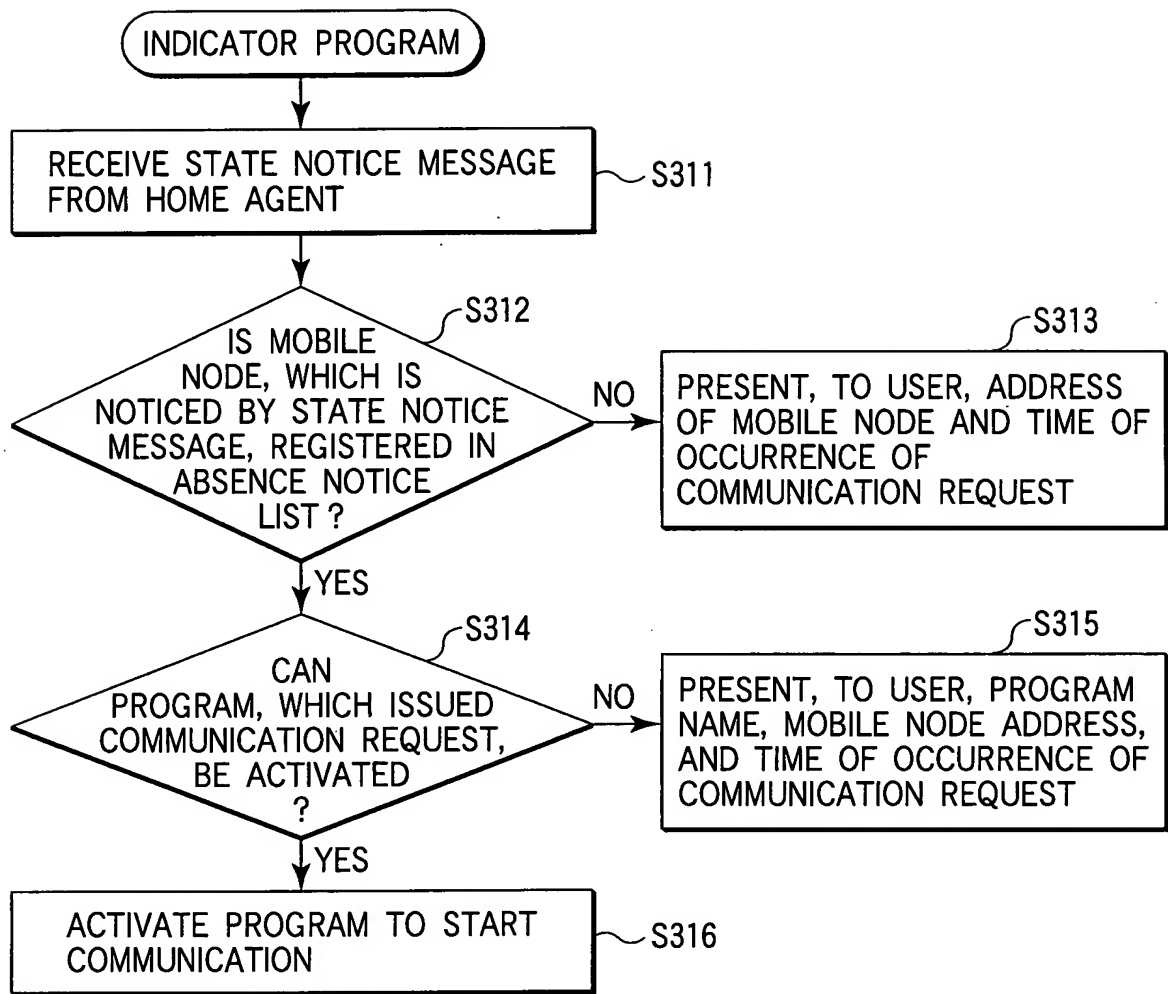 INDICATOR PROGRAM
RECEIVE STATE NOTICE MESSAGE
FROM HOME AGENT
S311
S312
IS MOBILE
NODE, WHICH IS
NOTICED BY STATE NOTICE
MESSAGE, REGISTERED IN
ABSENCE NOTICE
LIST ?
NO
S313
PRESENT, TO USER, ADDRESS
OF MOBILE NODE AND TIME OF
OCCURRENCE OF
COMMUNICATION REQUEST
YES
S314
CAN
PROGRAM, WHICH ISSUED
COMMUNICATION REQUEST,
BE ACTIVATED
?
NO
S315
PRESENT, TO USER, PROGRAM
NAME, MOBILE NODE ADDRESS,
AND TIME OF OCCURRENCE OF
COMMUNICATION REQUEST
YES
ACTIVATE PROGRAM TO START
COMMUNICATION
S316